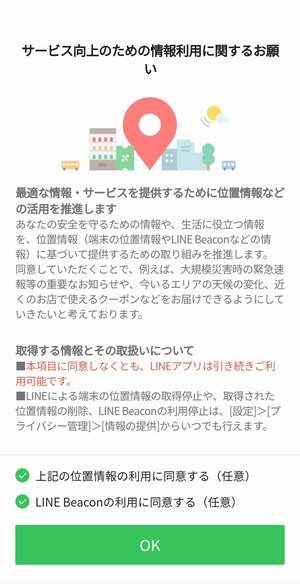 サービス向上のための情報利用に関するお願
い
最適な情報・サービスを提供するために位置情報など
の活用を推進します
あなたの安全を守るための情報や、生活に役立つ情報
を、位置情報（端末の位置情報やLINE Beaconなどの情
報）に基づいて提供するための取り組みを推進します。
同意していただくことで、例えば、大規模災害時の緊急速
報等の重要なお知らせや、今いるエリアの天候の変化、近
くのお店で使えるクーポンなどをお届けできるようにして
いきたいと考えております。
取得する情報とその取扱いについて
■本項目に同意しなくとも、LINEアプリは引き続きご利
用可能です。
■LINEによる端末の位置情報の取得停止や、取得された
位置情報の削除、LINE Beaconの利用停止は、[設定]＞[プ
ライバシー管理]＞[情報の提供]からいつでも行えます。
上記の位置情報の利用に同意する（任意）
LINE Beaconの利用に同意する（任意）
OK